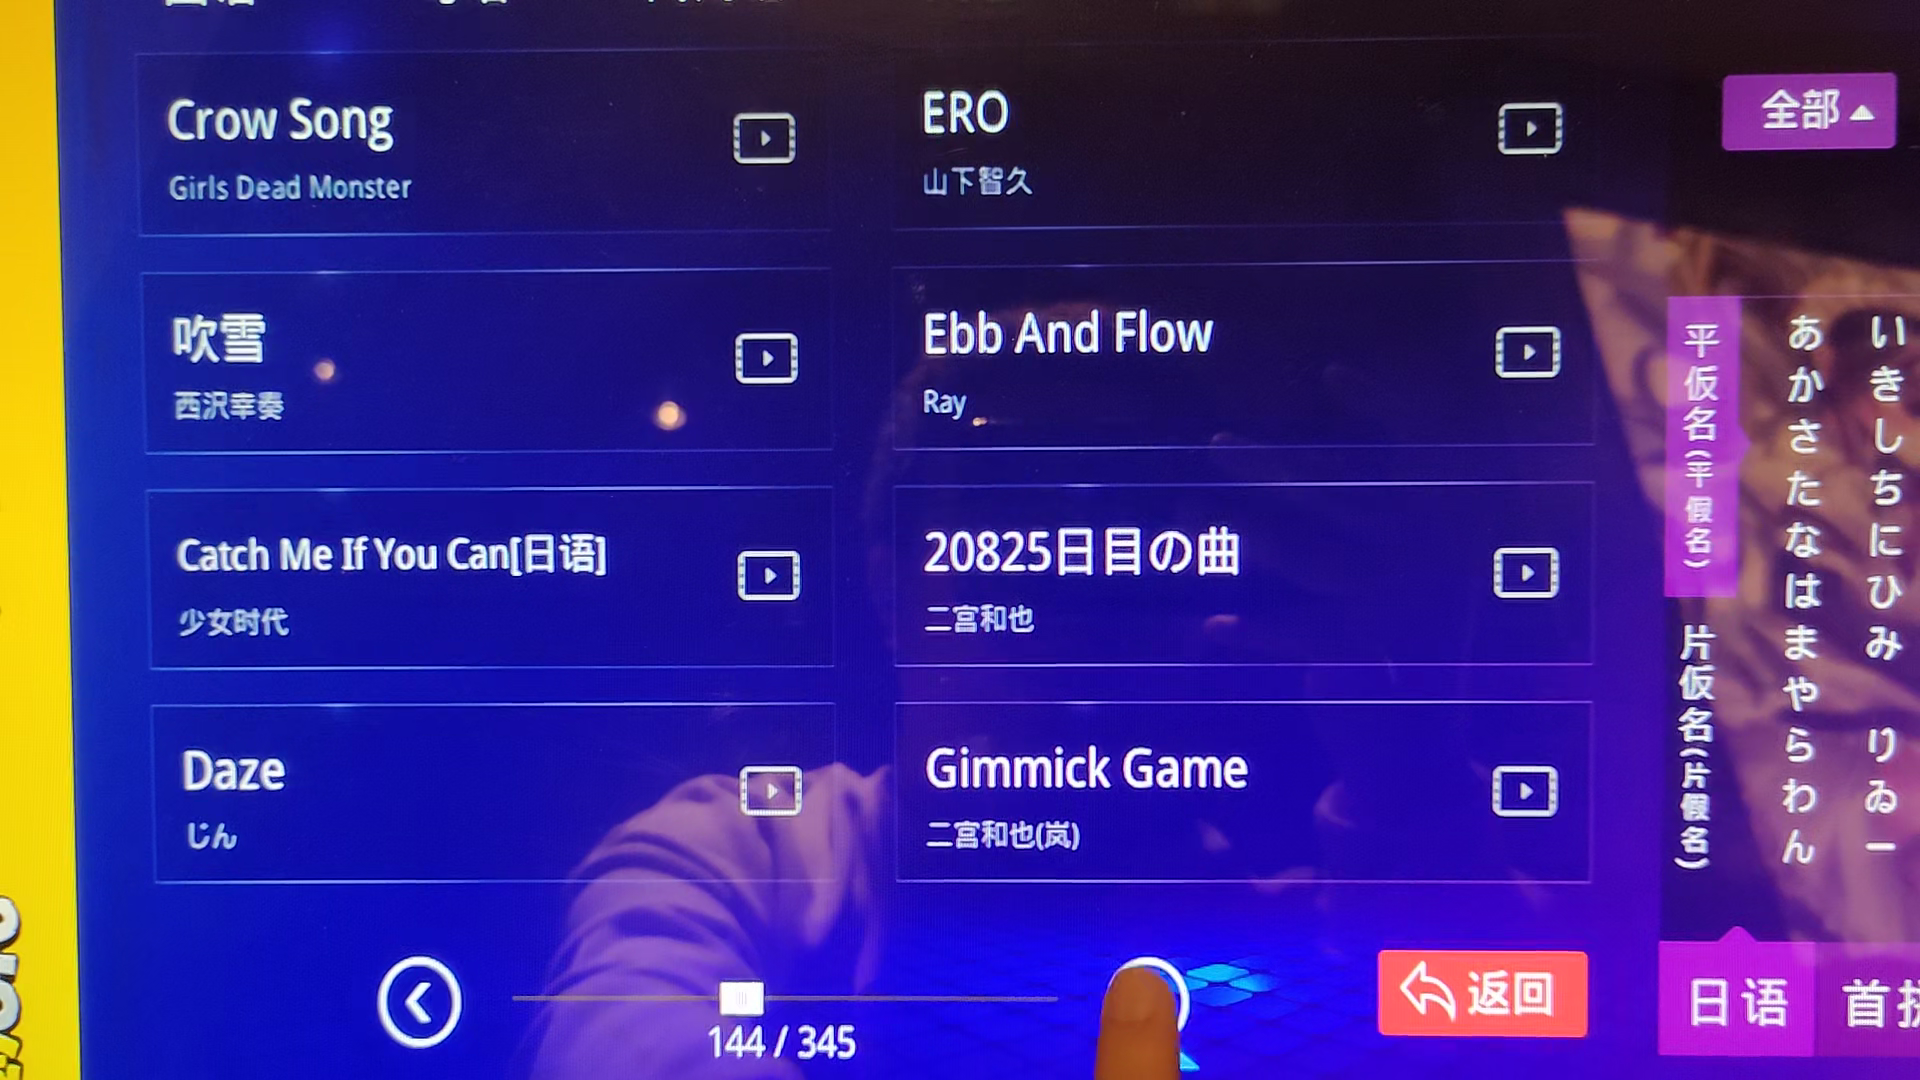 Crow Song
Girls Dead Monster
ERO
山下智久
全部
吹雪
西沢幸奏
Ebb And Flow
Ray
Catch Me If You Can[日语]
少女时代
20825日目の曲
二宫和也
Daze
じん
Gimmick Game
二宫和也(岚)
平仮名(平假名)
片仮名(片假名)
あかさたなはまやらわん
いきしちにひみ りゐー
144 / 345
返回
日语